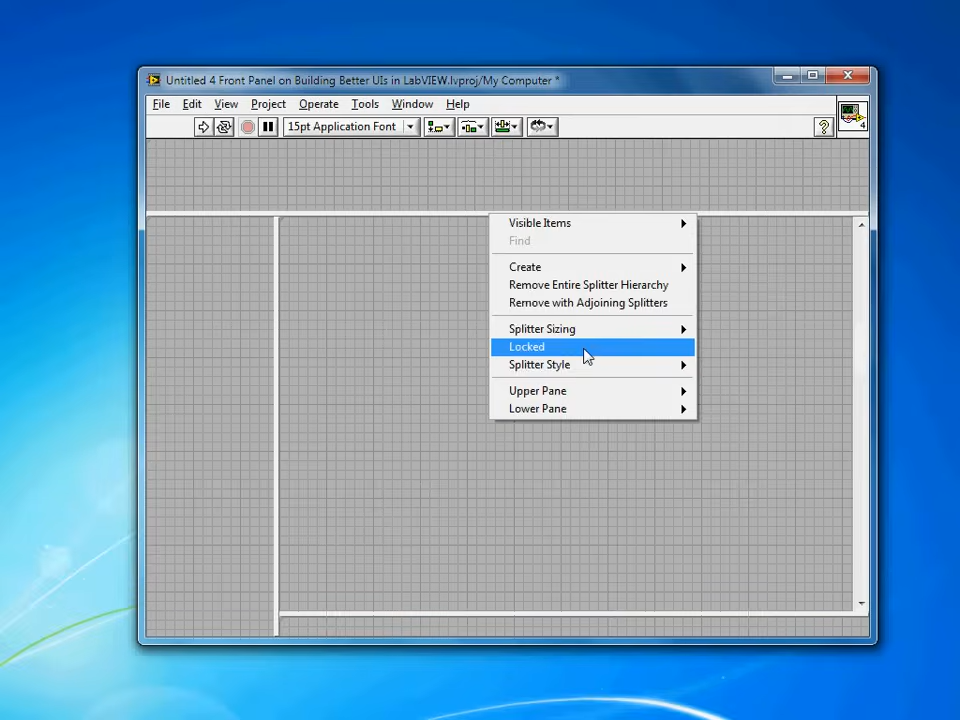 Untitled 4 Front Panel on Building Better UIs in LabVIEW.lvproj/My Computer *
File Edit View Project Operate Tools Window Help
15pt Application Font
?
4
Visible Items
Find
Create
Remove Entire Splitter Hierarchy
Remove with Adjoining Splitters
Splitter Sizing
Locked
Splitter Style
Upper Pane
Lower Pane